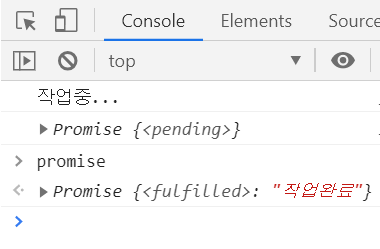 Console Elements Source
top
작업중...
Promise {<pending>}
promise
Promise {<fulfilled>: "작업완료"}